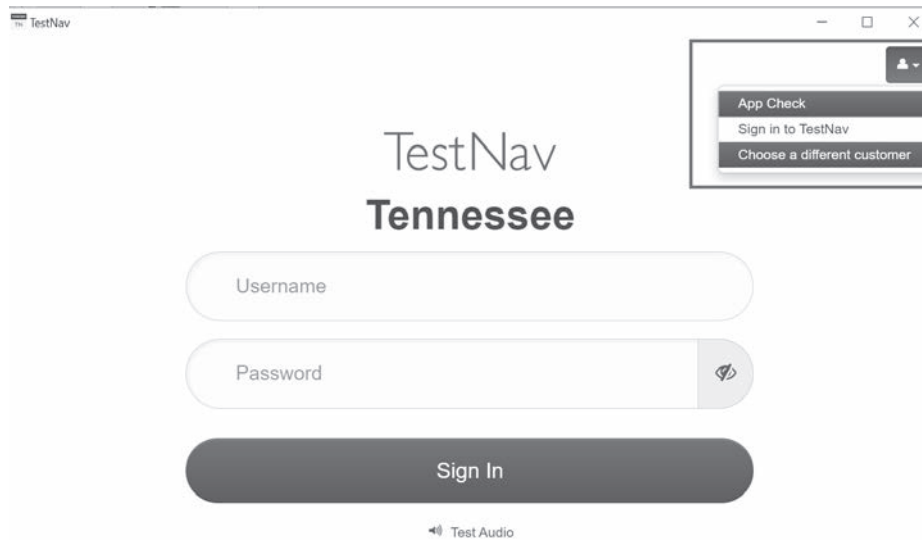 TestNav
App Check
Sign in to TestNav
Choose a different customer
TestNav
Tennessee
Username
Password
Sign In
Test Audio